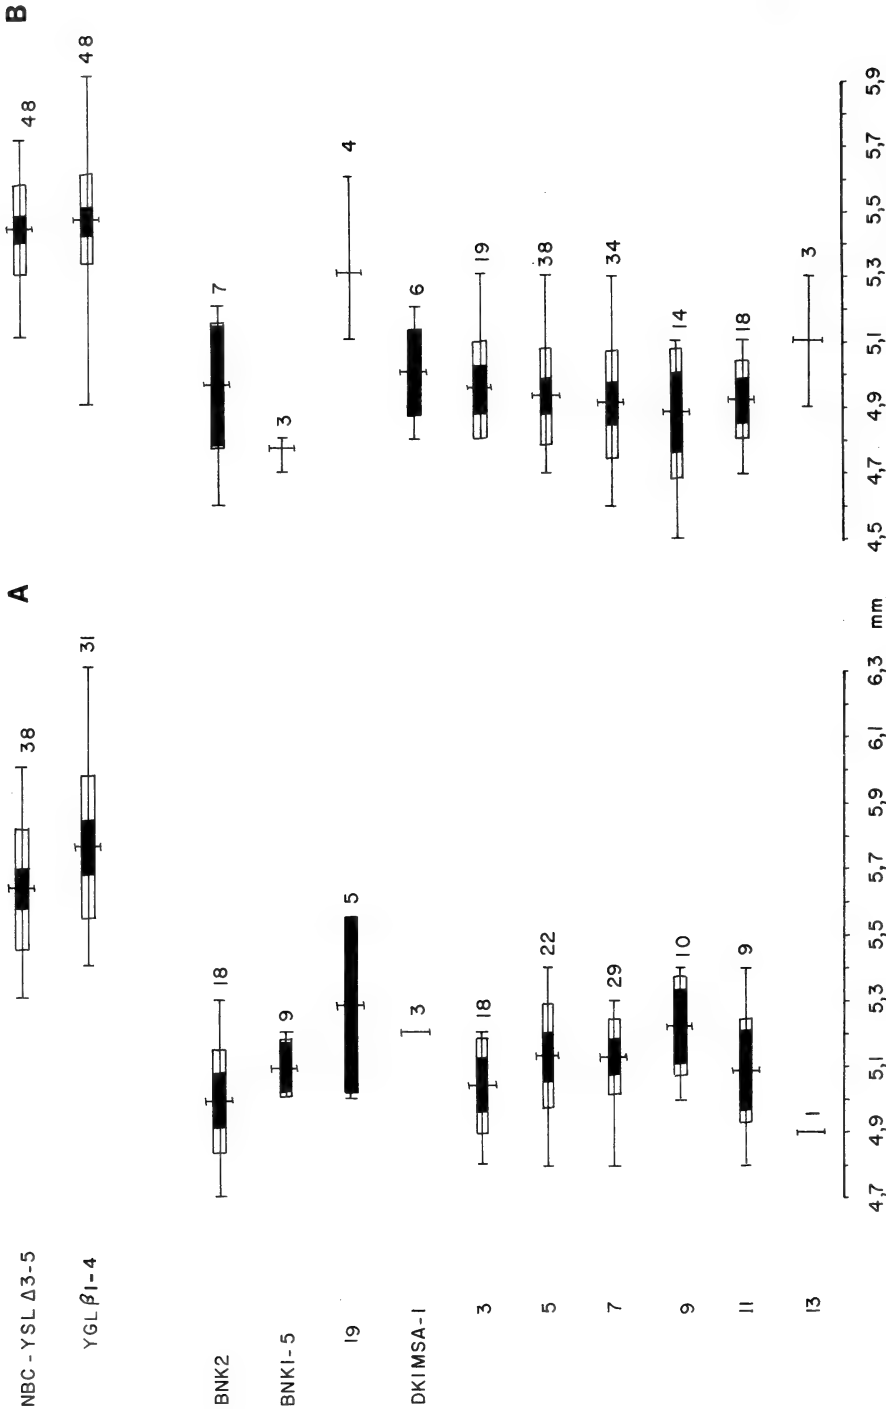 A B
NBC-YSL Δ3-5 38 48
YGL β1-4 31 48
BNK2 18 7
BNK1-5 9 3
19 5 4
DKIMSA-1 3 6
3 18 19
5 22 38
7 29 34
9 10 14
11 9 18
13 1 3
4,7 4,9 5,1 5,3 5,5 5,7 5,9 6,1 6,3 mm 4,5 4,7 4,9 5,1 5,3 5,5 5,7 5,9